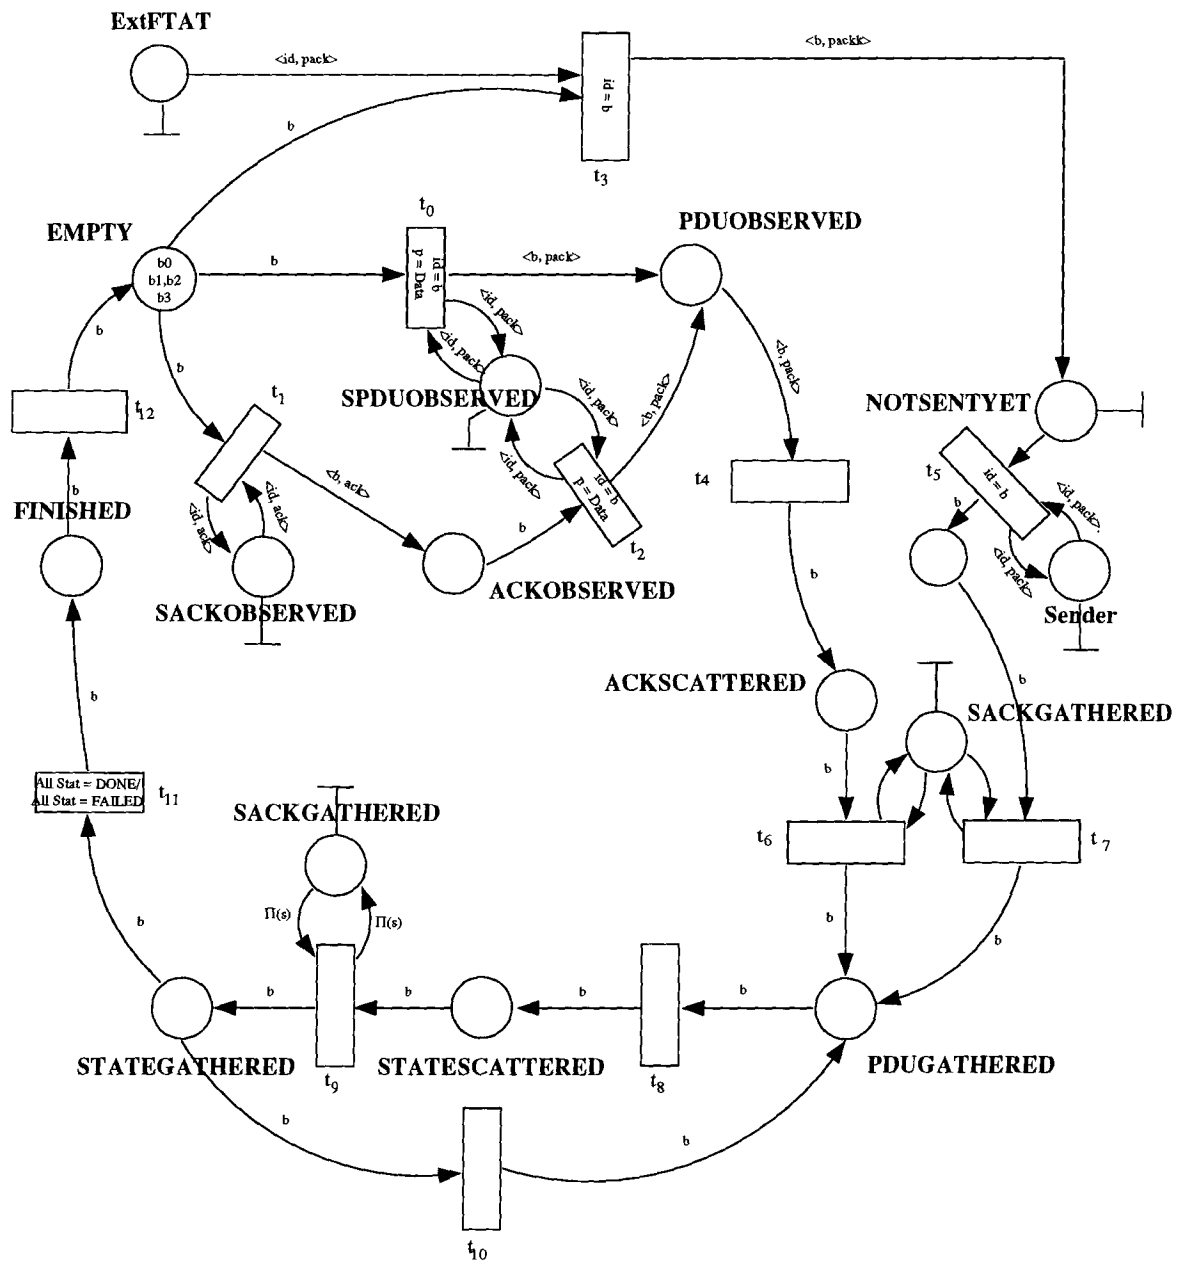 ExtFTAT
<id, pack>
<b, packk>
id = b
b
t3
t0
EMPTY
PDUOBSERVED
b0
b1,b2
b3
b
id = b
p = Data
<b, pack>
<id, pack>
<id, pack>
b
b
<b, pack>
SPDUOBSERVED
<id, pack>
<b, pack>
NOTSENTYET
t12
t1
<id, pack>
id = b
p = Data
t4
t5
id = b
b
FINISHED
<b, ack>
<id, ack>
<id, ack>
b
t2
b
<id, pack>
<id, pack>
SACKOBSERVED
ACKOBSERVED
b
Sender
ACKSCATTERED
b
SACKGATHERED
b
b
All Stat = DONE/
All Stat = FAILED
t11
SACKGATHERED
t6
t7
Π(s)
Π(s)
b
b
b
b
b
b
b
STATEGATHERED
t9
STATESCATTERED
t8
PDUGATHERED
b
b
t10